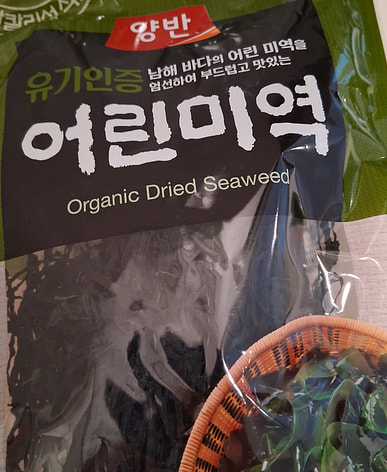 양반
유기인증
남해 바다의 어린 미역을
엄선하여 부드럽고 맛있는
어린미역
Organic Dried Seaweed